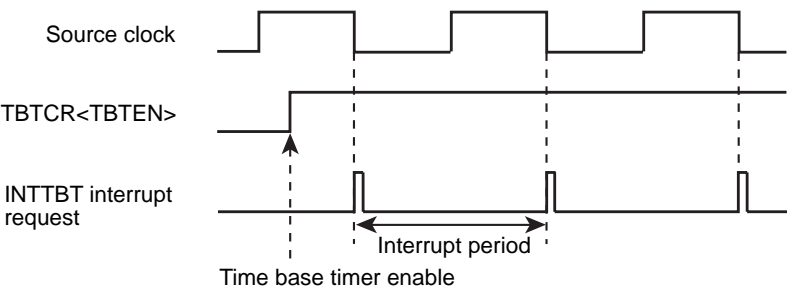 Source clock
TBTCR<TBTEN>
INTTBT interrupt
request
Interrupt period
Time base timer enable